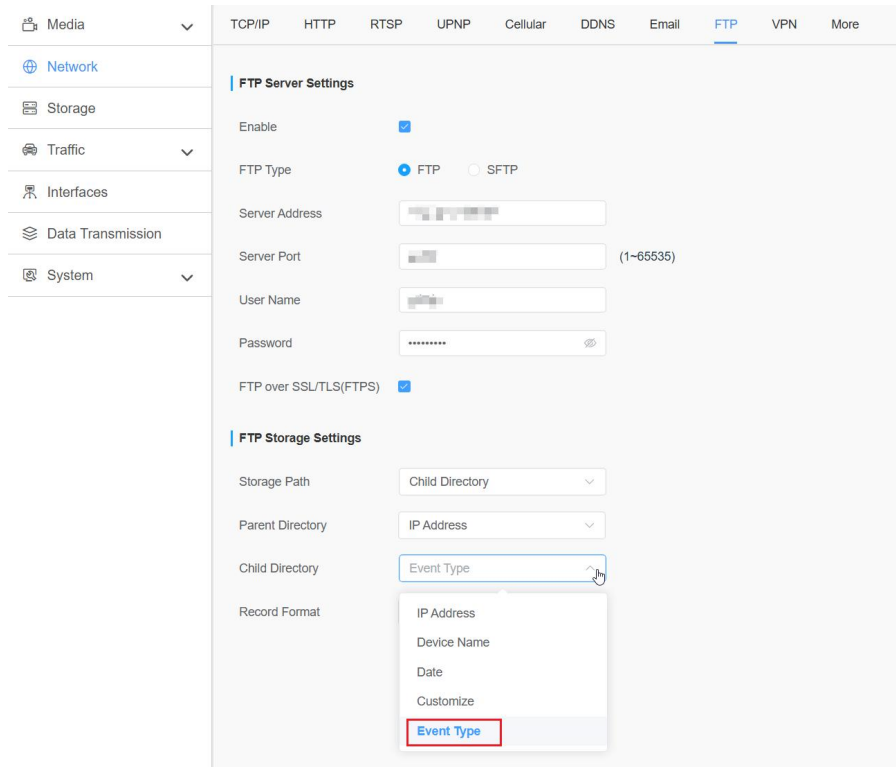 Media
Network
Storage
Traffic
Interfaces
Data Transmission
System
TCP/IP HTTP RTSP UPNP Cellular DDNS Email FTP VPN More
FTP Server Settings
Enable
FTP Type FTP SFTP
Server Address
Server Port (1~65535)
User Name
Password •••••••••
FTP over SSL/TLS(FTPS)
FTP Storage Settings
Storage Path Child Directory
Parent Directory IP Address
Child Directory Event Type
Record Format
IP Address
Device Name
Date
Customize
Event Type